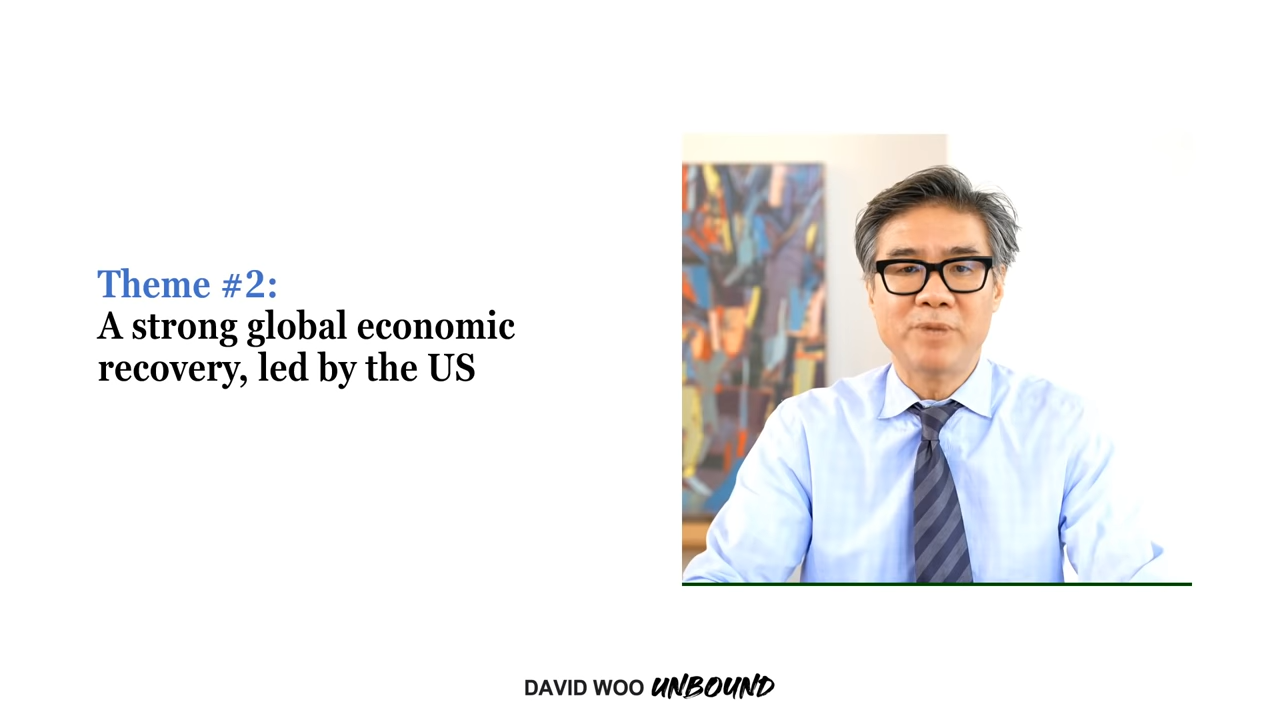 Theme #2:
A strong global economic
recovery, led by the US
DAVID WOO UNBOUND